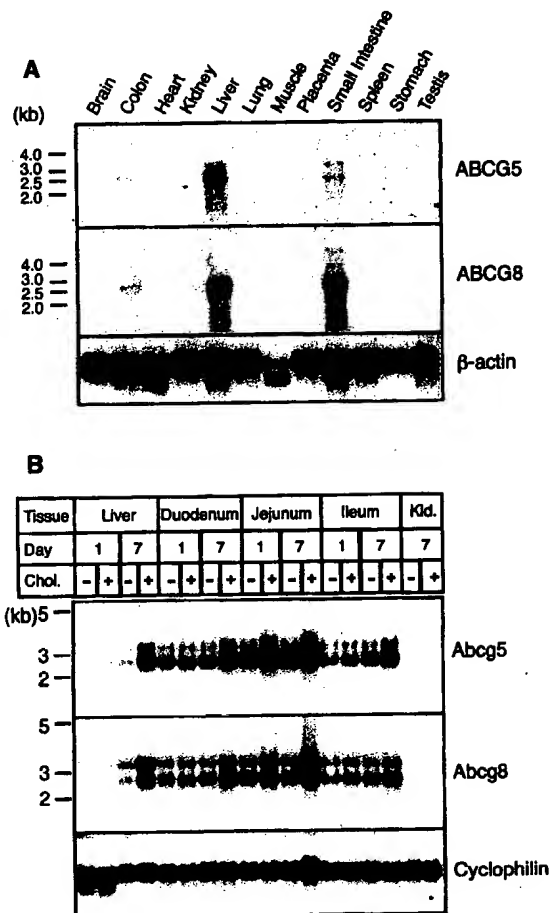 A
Brain Colon Heart Kidney Liver Lung Muscle Placenta Small Intestine Spleen Stomach Testis
(kb)
4.0
3.0
2.5
2.0
ABCG5
4.0
3.0
2.5
2.0
ABCG8
β-actin
B
Tissue Liver Duodenum Jejunum Ileum Kid.
Day 1 7 1 7 1 7 1 7 7
Chol. - + - + - + - + - + - + - + - + - +
(kb) 5
3
2
Abcg5
5
3
2
Abcg8
Cyclophilin